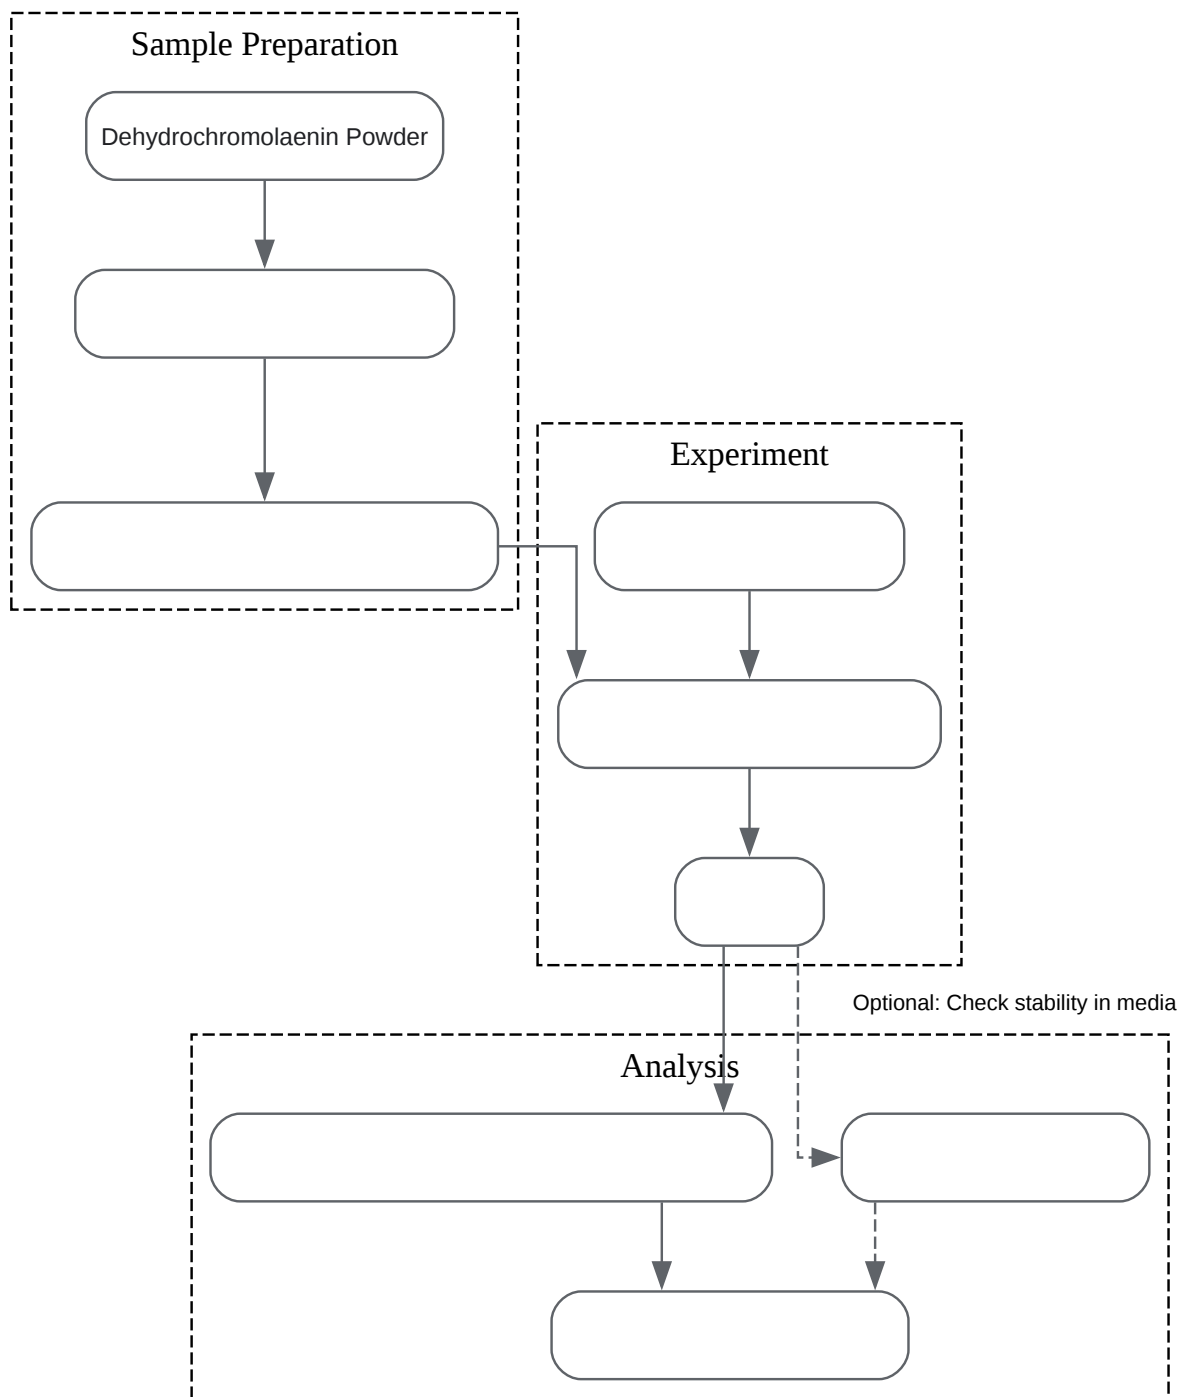 Sample Preparation
Dehydrochromolaenin Powder
Experiment
Optional: Check stability in media
Analysis